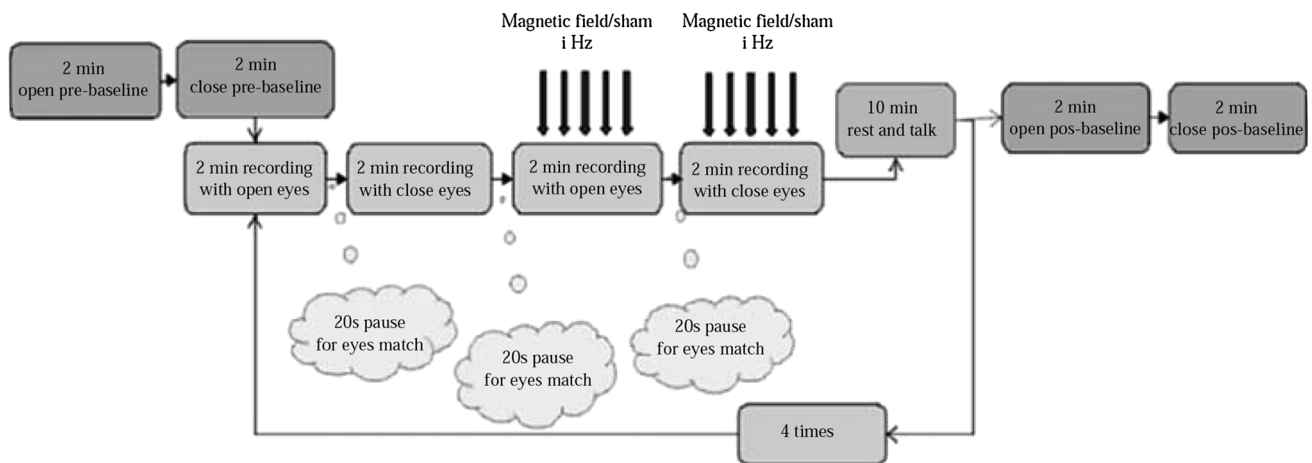 Magnetic field/sham
i Hz
Magnetic field/sham
i Hz
2 min
open pre-baseline
2 min
close pre-baseline
10 min
rest and talk
2 min
open pos-baseline
2 min
close pos-baseline
2 min recording
with open eyes
2 min recording
with close eyes
2 min recording
with open eyes
2 min recording
with close eyes
20s pause
for eyes match
20s pause
for eyes match
20s pause
for eyes match
4 times